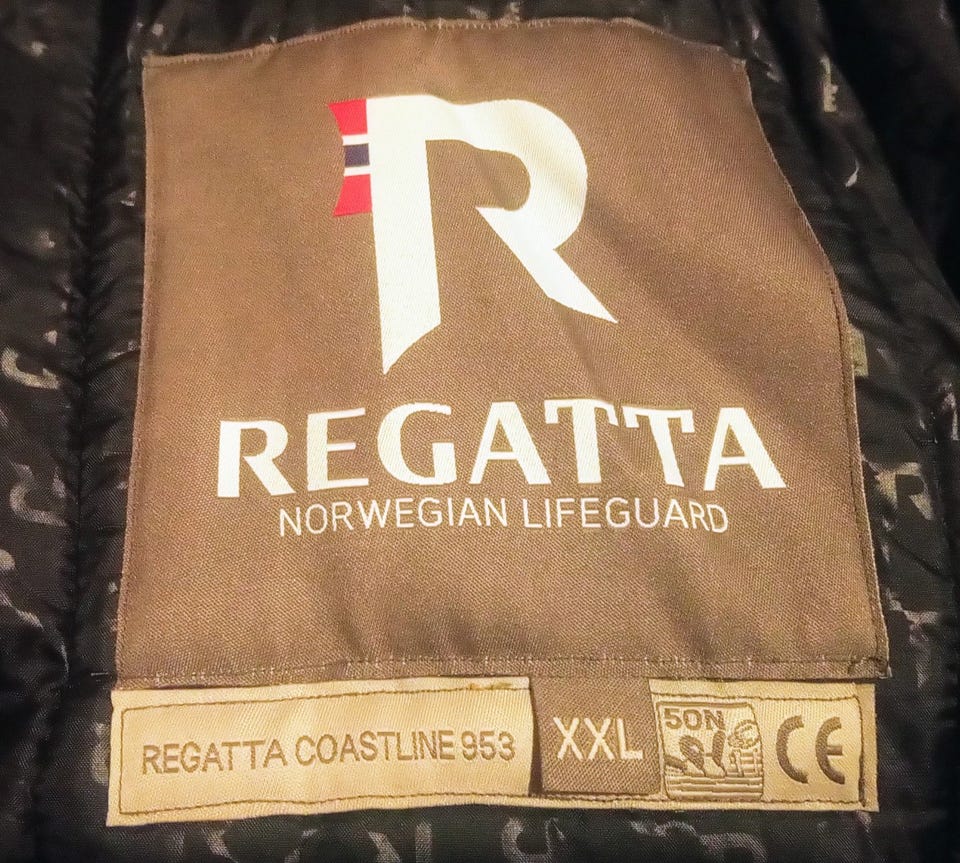 R
REGATTA
NORWEGIAN LIFEGUARD
REGATTA COASTLINE 953
XXL
50N
CE